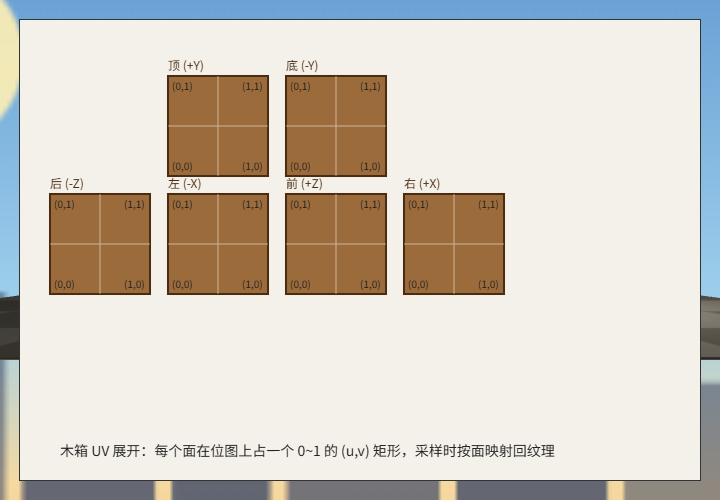 顶 (+Y) 底 (-Y)
(0,1) (1,1) (0,1) (1,1)
(0,0) (1,0) (0,0) (1,0)
后 (-Z) 左 (-X) 前 (+Z) 右 (+X)
(0,1) (1,1) (0,1) (1,1) (0,1) (1,1) (0,1) (1,1)
(0,0) (1,0) (0,0) (1,0) (0,0) (1,0) (0,0) (1,0)
木箱 UV 展开：每个面在位图上占一个 0~1 的 (u,v) 矩形，采样时按面映射回纹理